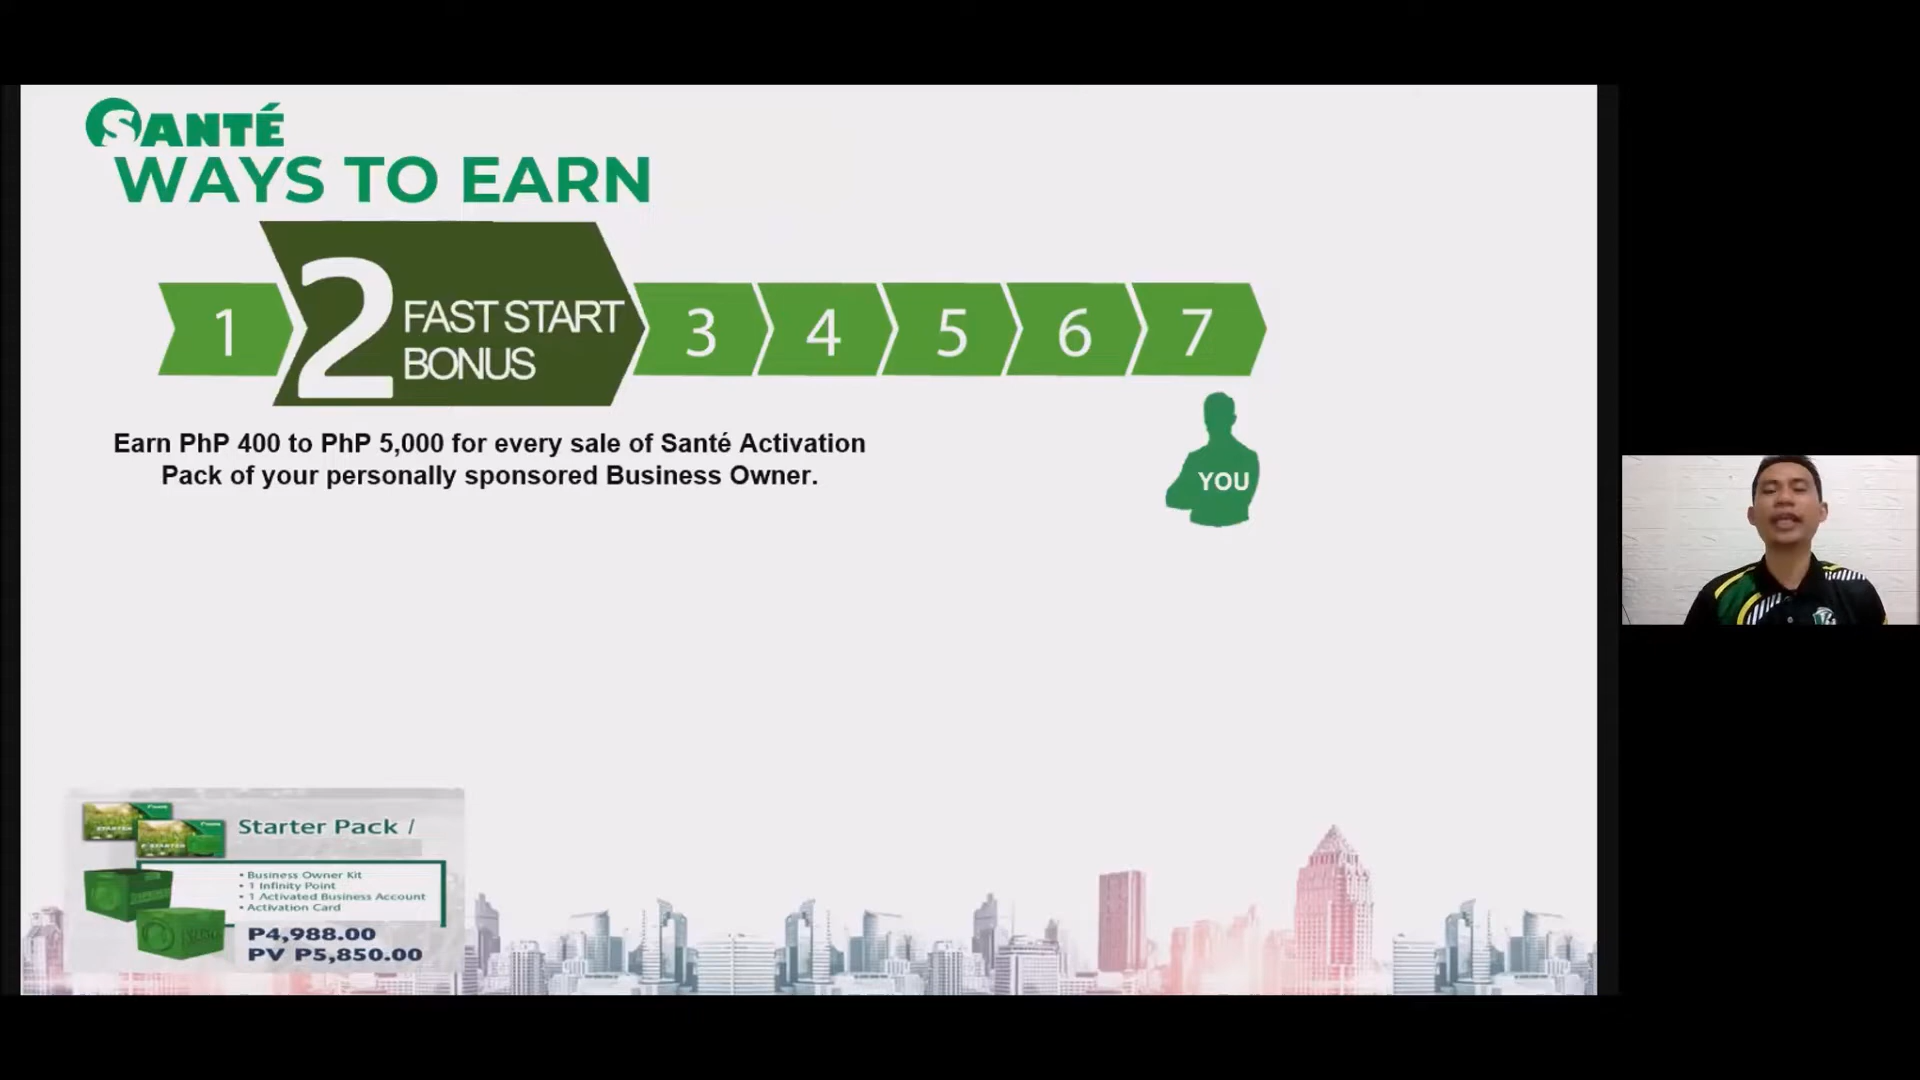 SANTÉ
WAYS TO EARN
1
2
FAST START
BONUS
3
4
5
6
7
Earn PhP 400 to PhP 5,000 for every sale of Santé Activation
Pack of your personally sponsored Business Owner.
YOU
Starter Pack /
• Business Owner Kit
• 1 Infinity Point
• 1 Activated Business Account
• Activation Card
P4,988.00
PV P5,850.00